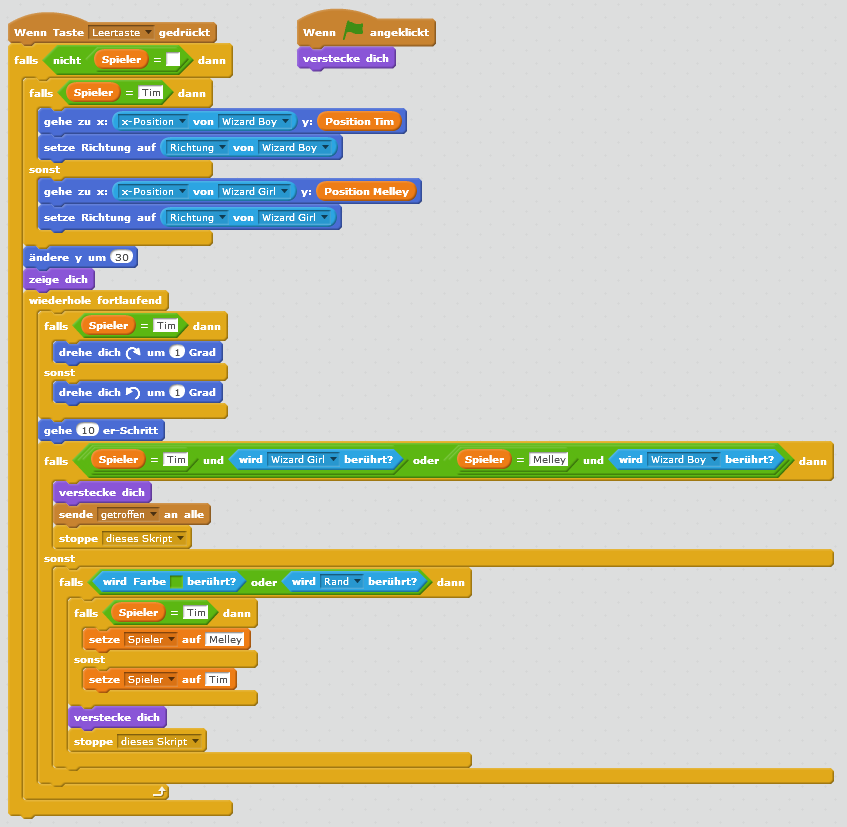 Wenn Taste Leertaste gedrückt
falls nicht Spieler = dann
falls Spieler = Tim dann
gehe zu x: x-Position von Wizard Boy y: Position Tim
setze Richtung auf Richtung von Wizard Boy
sonst
gehe zu x: x-Position von Wizard Girl y: Position Melley
setze Richtung auf Richtung von Wizard Girl
ändere y um 30
zeige dich
wiederhole fortlaufend
falls Spieler = Tim dann
drehe dich um 1 Grad
sonst
drehe dich um 1 Grad
gehe 10 er-Schritt
falls Spieler = Tim und wird Wizard Girl berührt? oder Spieler = Melley und wird Wizard Boy berührt? dann
verstecke dich
sende getroffen an alle
stoppe dieses Skript
sonst
falls wird Farbe berührt? oder wird Rand berührt? dann
falls Spieler = Tim dann
setze Spieler auf Melley
sonst
setze Spieler auf Tim
verstecke dich
stoppe dieses Skript
Wenn angeklickt
verstecke dich